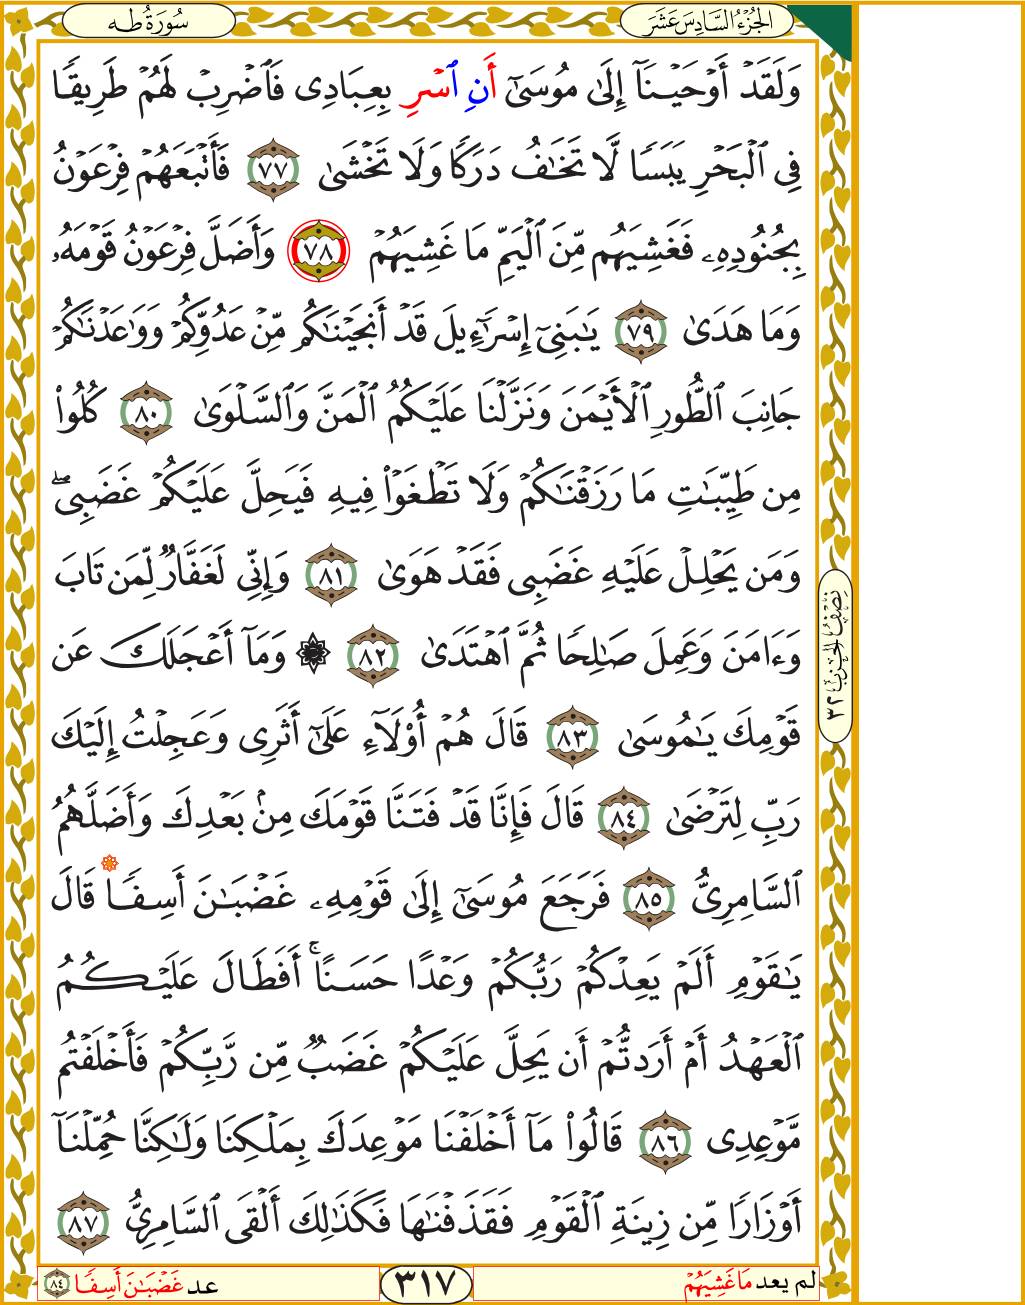 سُورَةُ طه
الجُزْءُ السَّادِسَ عَشَرَ
وَلَقَدْ أَوْحَيْنَآ إِلَىٰ مُوسَىٰٓ أَنِ ٱسْرِ بِعِبَادِى فَٱضْرِبْ لَهُمْ طَرِيقًا
فِي ٱلْبَحْرِ يَبَسًا لَّا تَخَٰفُ دَرَكًا وَلَا تَخْشَىٰ ٧٧ فَأَتْبَعَهُمْ فِرْعَوْنُ
بِجُنُودِهِۦ فَغَشِيَهُم مِّنَ ٱلْيَمِّ مَا غَشِيَهُمْ ٧٨ وَأَضَلَّ فِرْعَوْنُ قَوْمَهُۥ
وَمَا هَدَىٰ ٧٩ يَٰبَنِىٓ إِسْرَٰٓءِيلَ قَدْ أَنجَيْنَٰكُم مِّنْ عَدُوِّكُمْ وَوَٰعَدْنَٰكُمْ
جَانِبَ ٱلطُّورِ ٱلْأَيْمَنَ وَنَزَّلْنَا عَلَيْكُمُ ٱلْمَنَّ وَٱلسَّلْوَىٰ ٨٠ كُلُوا۟
مِن طَيِّبَٰتِ مَا رَزَقْنَٰكُمْ وَلَا تَطْغَوْا۟ فِيهِ فَيَحِلَّ عَلَيْكُمْ غَضَبِى ۖ
وَمَن يَحْلِلْ عَلَيْهِ غَضَبِى فَقَدْ هَوَىٰ ٨١ وَإِنِّى لَغَفَّارٌ لِّمَن تَابَ
وَءَامَنَ وَعَمِلَ صَٰلِحًا ثُمَّ ٱهْتَدَىٰ ٨٢ ۞ وَمَآ أَعْجَلَكَ عَن
قَوْمِكَ يَٰمُوسَىٰ ٨٣ قَالَ هُمْ أُو۟لَآءِ عَلَىٰٓ أَثَرِى وَعَجِلْتُ إِلَيْكَ
رَبِّ لِتَرْضَىٰ ٨٤ قَالَ فَإِنَّا قَدْ فَتَنَّا قَوْمَكَ مِنۢ بَعْدِكَ وَأَضَلَّهُمُ
ٱلسَّامِرِىُّ ٨٥ فَرَجَعَ مُوسَىٰٓ إِلَىٰ قَوْمِهِۦ غَضْبَٰنَ أَسِفًا قَالَ
يَٰقَوْمِ أَلَمْ يَعِدْكُمْ رَبُّكُمْ وَعْدًا حَسَنًا ۚ أَفَطَالَ عَلَيْكُمُ
ٱلْعَهْدُ أَمْ أَرَدتُّمْ أَن يَحِلَّ عَلَيْكُمْ غَضَبٌ مِّن رَّبِّكُمْ فَأَخْلَفْتُم
مَّوْعِدِى ٨٦ قَالُوا۟ مَآ أَخْلَفْنَا مَوْعِدَكَ بِمَلْكِنَا وَلَٰكِنَّا حُمِّلْنَآ
أَوْزَارًا مِّن زِينَةِ ٱلْقَوْمِ فَقَذَفْنَٰهَا فَكَذَٰلِكَ أَلْقَى ٱلسَّامِرِىُّ ٨٧
نِصْفُ الحِزْبِ ٣٢
لم يعد مَا غَشِيَهُمْ
٣١٧
عد غَضْبَٰنَ أَسِفًا ٨٤